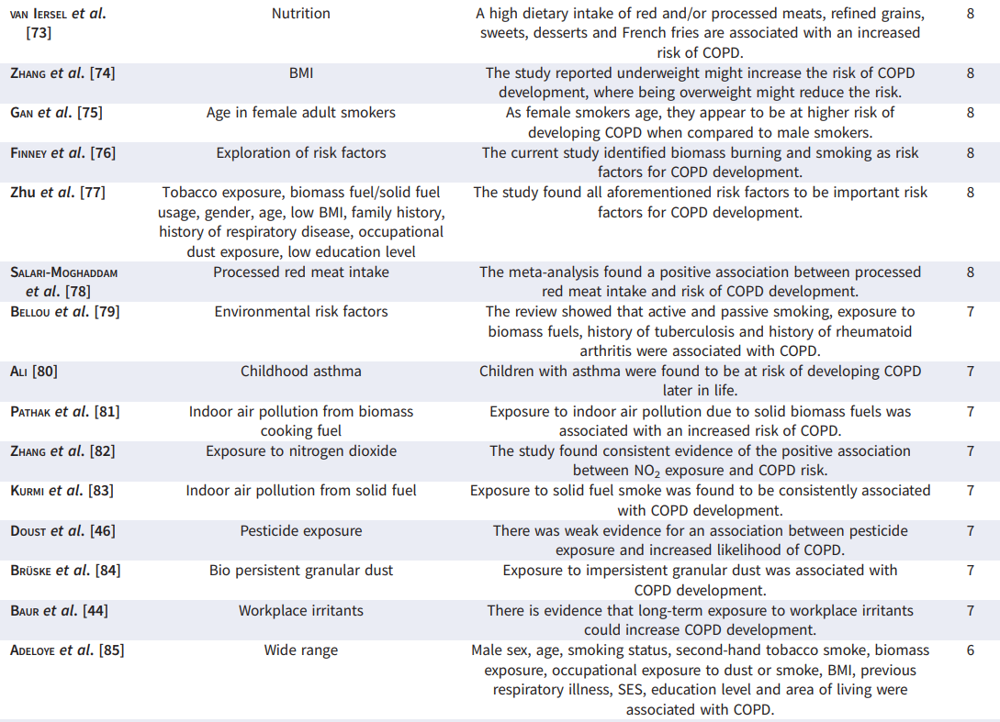 VAN IERSEL et al. Nutrition A high dietary intake of red and/or processed meats, refined grains, 8
[73] sweets, desserts and French fries are associated with an increased
risk of COPD.
ZHANG et al. [74] BMI The study reported underweight might increase the risk of COPD 8
development, where being overweight might reduce the risk.
GAN et al. [75] Age in female adult smokers As female smokers age, they appear to be at higher risk of 8
developing COPD when compared to male smokers.
FINNEY et al. [76] Exploration of risk factors The current study identified biomass burning and smoking as risk 8
factors for COPD development.
Zhu et al. [77] Tobacco exposure, biomass fuel/solid fuel The study found all aforementioned risk factors to be important risk 8
usage, gender, age, low BMI, family history, factors for COPD development.
history of respiratory disease, occupational
dust exposure, low education level
SALARI-MOGHADDAM Processed red meat intake The meta-analysis found a positive association between processed 8
et al. [78] red meat intake and risk of COPD development.
BELLOU et al. [79] Environmental risk factors The review showed that active and passive smoking, exposure to 7
biomass fuels, history of tuberculosis and history of rheumatoid
arthritis were associated with COPD.
ALI [80] Childhood asthma Children with asthma were found to be at risk of developing COPD 7
later in life.
PATHAK et al. [81] Indoor air pollution from biomass Exposure to indoor air pollution due to solid biomass fuels was 7
cooking fuel associated with an increased risk of COPD.
ZHANG et al. [82] Exposure to nitrogen dioxide The study found consistent evidence of the positive association 7
between NO2 exposure and COPD risk.
KURMI et al. [83] Indoor air pollution from solid fuel Exposure to solid fuel smoke was found to be consistently associated 7
with COPD development.
DOUST et al. [46] Pesticide exposure There was weak evidence for an association between pesticide 7
exposure and increased likelihood of COPD.
BRÜSKE et al. [84] Bio persistent granular dust Exposure to impersistent granular dust was associated with 7
COPD development.
BAUR et al. [44] Workplace irritants There is evidence that long-term exposure to workplace irritants 7
could increase COPD development.
ADELOYE et al. [85] Wide range Male sex, age, smoking status, second-hand tobacco smoke, biomass 6
exposure, occupational exposure to dust or smoke, BMI, previous
respiratory illness, SES, education level and area of living were
associated with COPD.